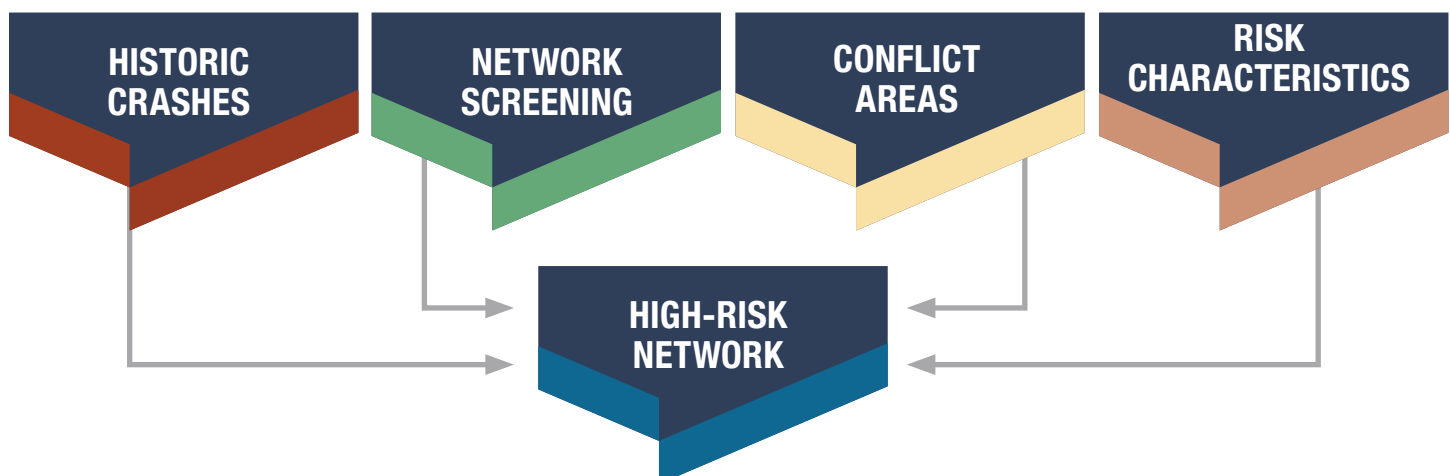 HISTORIC
CRASHES
NETWORK
SCREENING
CONFLICT
AREAS
RISK
CHARACTERISTICS
HIGH-RISK
NETWORK